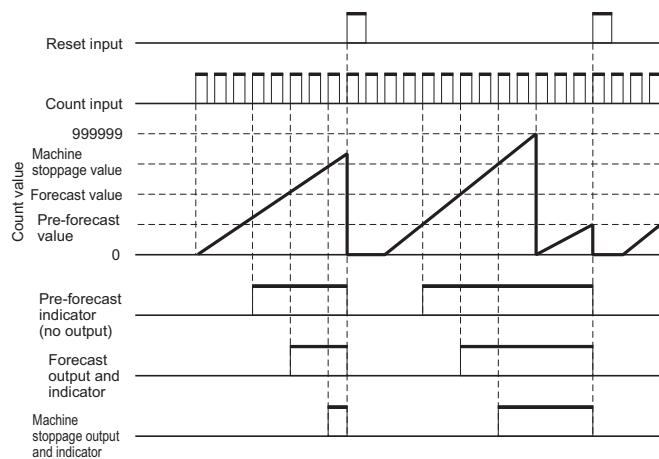 Reset input
Count input
999999
Machine
stoppage value
Forecast value
Pre-forecast
value
0
Count value
Pre-forecast
indicator
(no output)
Forecast
output and
indicator
Machine
stoppage output
and indicator